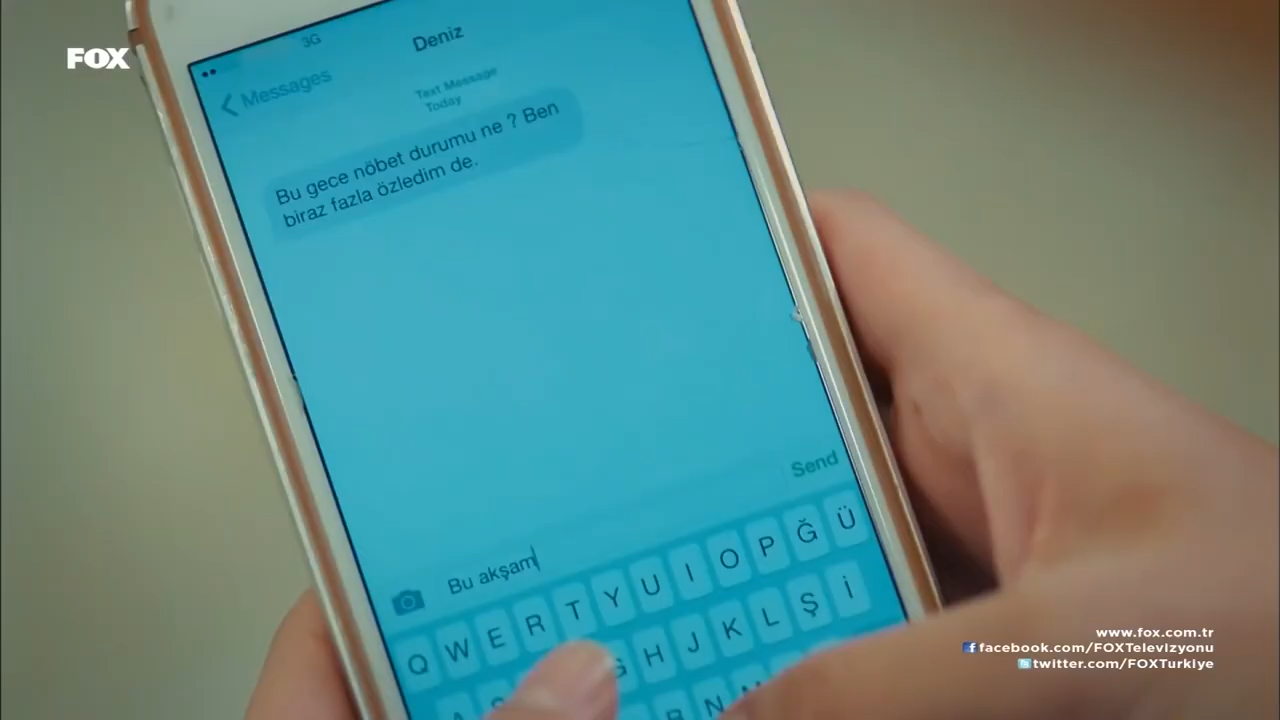 FOX
3G
Deniz
Messages
Text Message
Today
Bu gece nöbet durumu ne ? Ben
biraz fazla özledim de.
Send
Bu akşam
Q W E R T Y U I O P Ğ Ü
G H J K L Ş İ
B N
www.fox.com.tr
facebook.com/FOXTelevizyonu
twitter.com/FOXTurkiye